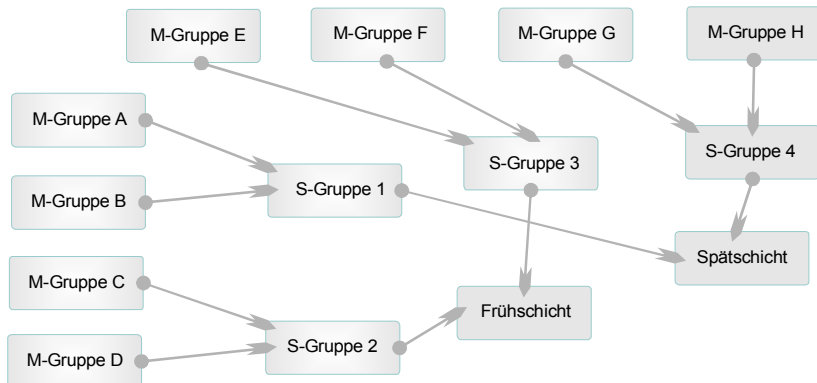 M-Gruppe E
M-Gruppe F
M-Gruppe G
M-Gruppe H
M-Gruppe A
S-Gruppe 3
S-Gruppe 4
S-Gruppe 1
M-Gruppe B
Spätschicht
M-Gruppe C
Frühschicht
S-Gruppe 2
M-Gruppe D